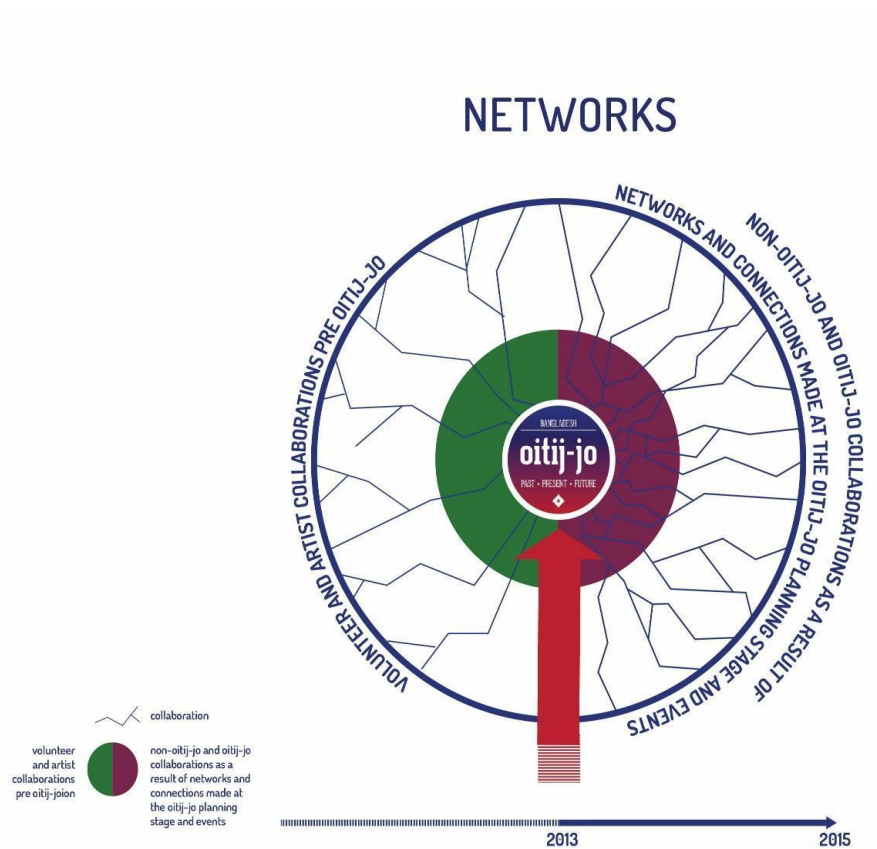 NETWORKS
VOLUNTEER AND ARTIST COLLABORATIONS PRE OITIJ-JO
NON-OITIJ-JO AND OITIJ-JO COLLABORATIONS AS A RESULT OF
NETWORKS AND CONNECTIONS MADE AT THE OITIJ-JO PLANNING STAGE AND EVENTS
BANGLADESH
oitij-jo
PAST • PRESENT • FUTURE
collaboration
volunteer
and artist
collaborations
pre oitij-joion
non-oitij-jo and oitij-jo
collaborations as a
result of networks and
connections made at
the oitij-jo planning
stage and events
2013
2015